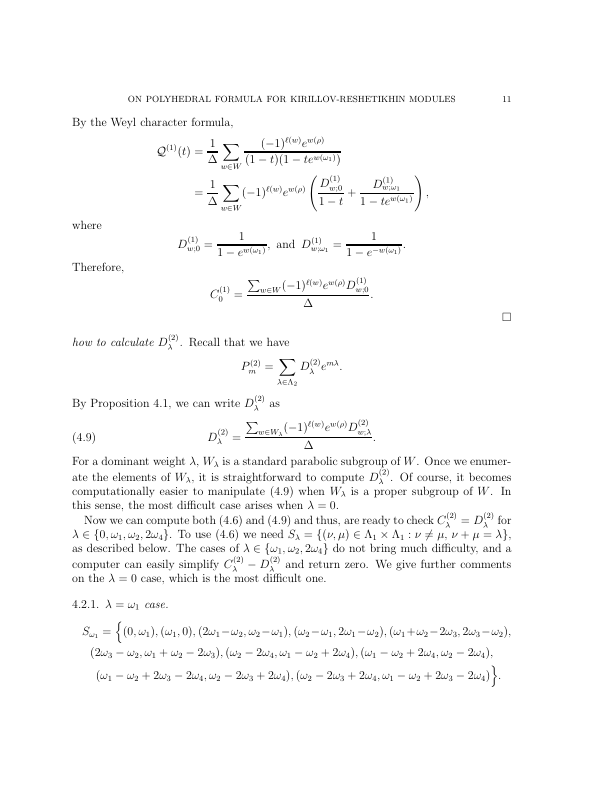 ON POLYHEDRAL FORMULA FOR KIRILLOV-RESHETIKHIN MODULES 11
By the Weyl character formula,
$\mathcal{Q}^{(1)}(t) = \frac{1}{\Delta} \sum_{w \in W} \frac{(-1)^{\ell(w)} e^{w(\rho)}}{(1-t)(1-te^{w(\omega_1)})}$
$= \frac{1}{\Delta} \sum_{w \in W} (-1)^{\ell(w)} e^{w(\rho)} \left( \frac{D^{(1)}_{w;0}}{1-t} + \frac{D^{(1)}_{w;\omega_1}}{1-te^{w(\omega_1)}} \right),$
where
$D^{(1)}_{w;0} = \frac{1}{1-e^{w(\omega_1)}}, \text{ and } D^{(1)}_{w;\omega_1} = \frac{1}{1-e^{-w(\omega_1)}}.$
Therefore,
$C^{(1)}_0 = \frac{\sum_{w \in W} (-1)^{\ell(w)} e^{w(\rho)} D^{(1)}_{w;0}}{\Delta}.$
□
how to calculate $D^{(2)}_\lambda$. Recall that we have
$P^{(2)}_m = \sum_{\lambda \in \Lambda_2} D^{(2)}_\lambda e^{m\lambda}.$
By Proposition 4.1, we can write $D^{(2)}_\lambda$ as
(4.9) $D^{(2)}_\lambda = \frac{\sum_{w \in W_\lambda} (-1)^{\ell(w)} e^{w(\rho)} D^{(2)}_{w;\lambda}}{\Delta}.$
For a dominant weight $\lambda$, $W_\lambda$ is a standard parabolic subgroup of $W$. Once we enumer-
ate the elements of $W_\lambda$, it is straightforward to compute $D^{(2)}_\lambda$. Of course, it becomes
computationally easier to manipulate (4.9) when $W_\lambda$ is a proper subgroup of $W$. In
this sense, the most difficult case arises when $\lambda = 0$.
Now we can compute both (4.6) and (4.9) and thus, are ready to check $C^{(2)}_\lambda = D^{(2)}_\lambda$ for
$\lambda \in \{0, \omega_1, \omega_2, 2\omega_4\}$. To use (4.6) we need $S_\lambda = \{(\nu, \mu) \in \Lambda_1 \times \Lambda_1 : \nu \neq \mu, \nu + \mu = \lambda\}$,
as described below. The cases of $\lambda \in \{\omega_1, \omega_2, 2\omega_4\}$ do not bring much difficulty, and a
computer can easily simplify $C^{(2)}_\lambda - D^{(2)}_\lambda$ and return zero. We give further comments
on the $\lambda = 0$ case, which is the most difficult one.
4.2.1. $\lambda = \omega_1$ case.
$S_{\omega_1} = \Big\{ (0, \omega_1), (\omega_1, 0), (2\omega_1 - \omega_2, \omega_2 - \omega_1), (\omega_2 - \omega_1, 2\omega_1 - \omega_2), (\omega_1 + \omega_2 - 2\omega_3, 2\omega_3 - \omega_2),$
$(2\omega_3 - \omega_2, \omega_1 + \omega_2 - 2\omega_3), (\omega_2 - 2\omega_4, \omega_1 - \omega_2 + 2\omega_4), (\omega_1 - \omega_2 + 2\omega_4, \omega_2 - 2\omega_4),$
$(\omega_1 - \omega_2 + 2\omega_3 - 2\omega_4, \omega_2 - 2\omega_3 + 2\omega_4), (\omega_2 - 2\omega_3 + 2\omega_4, \omega_1 - \omega_2 + 2\omega_3 - 2\omega_4) \Big\}.$